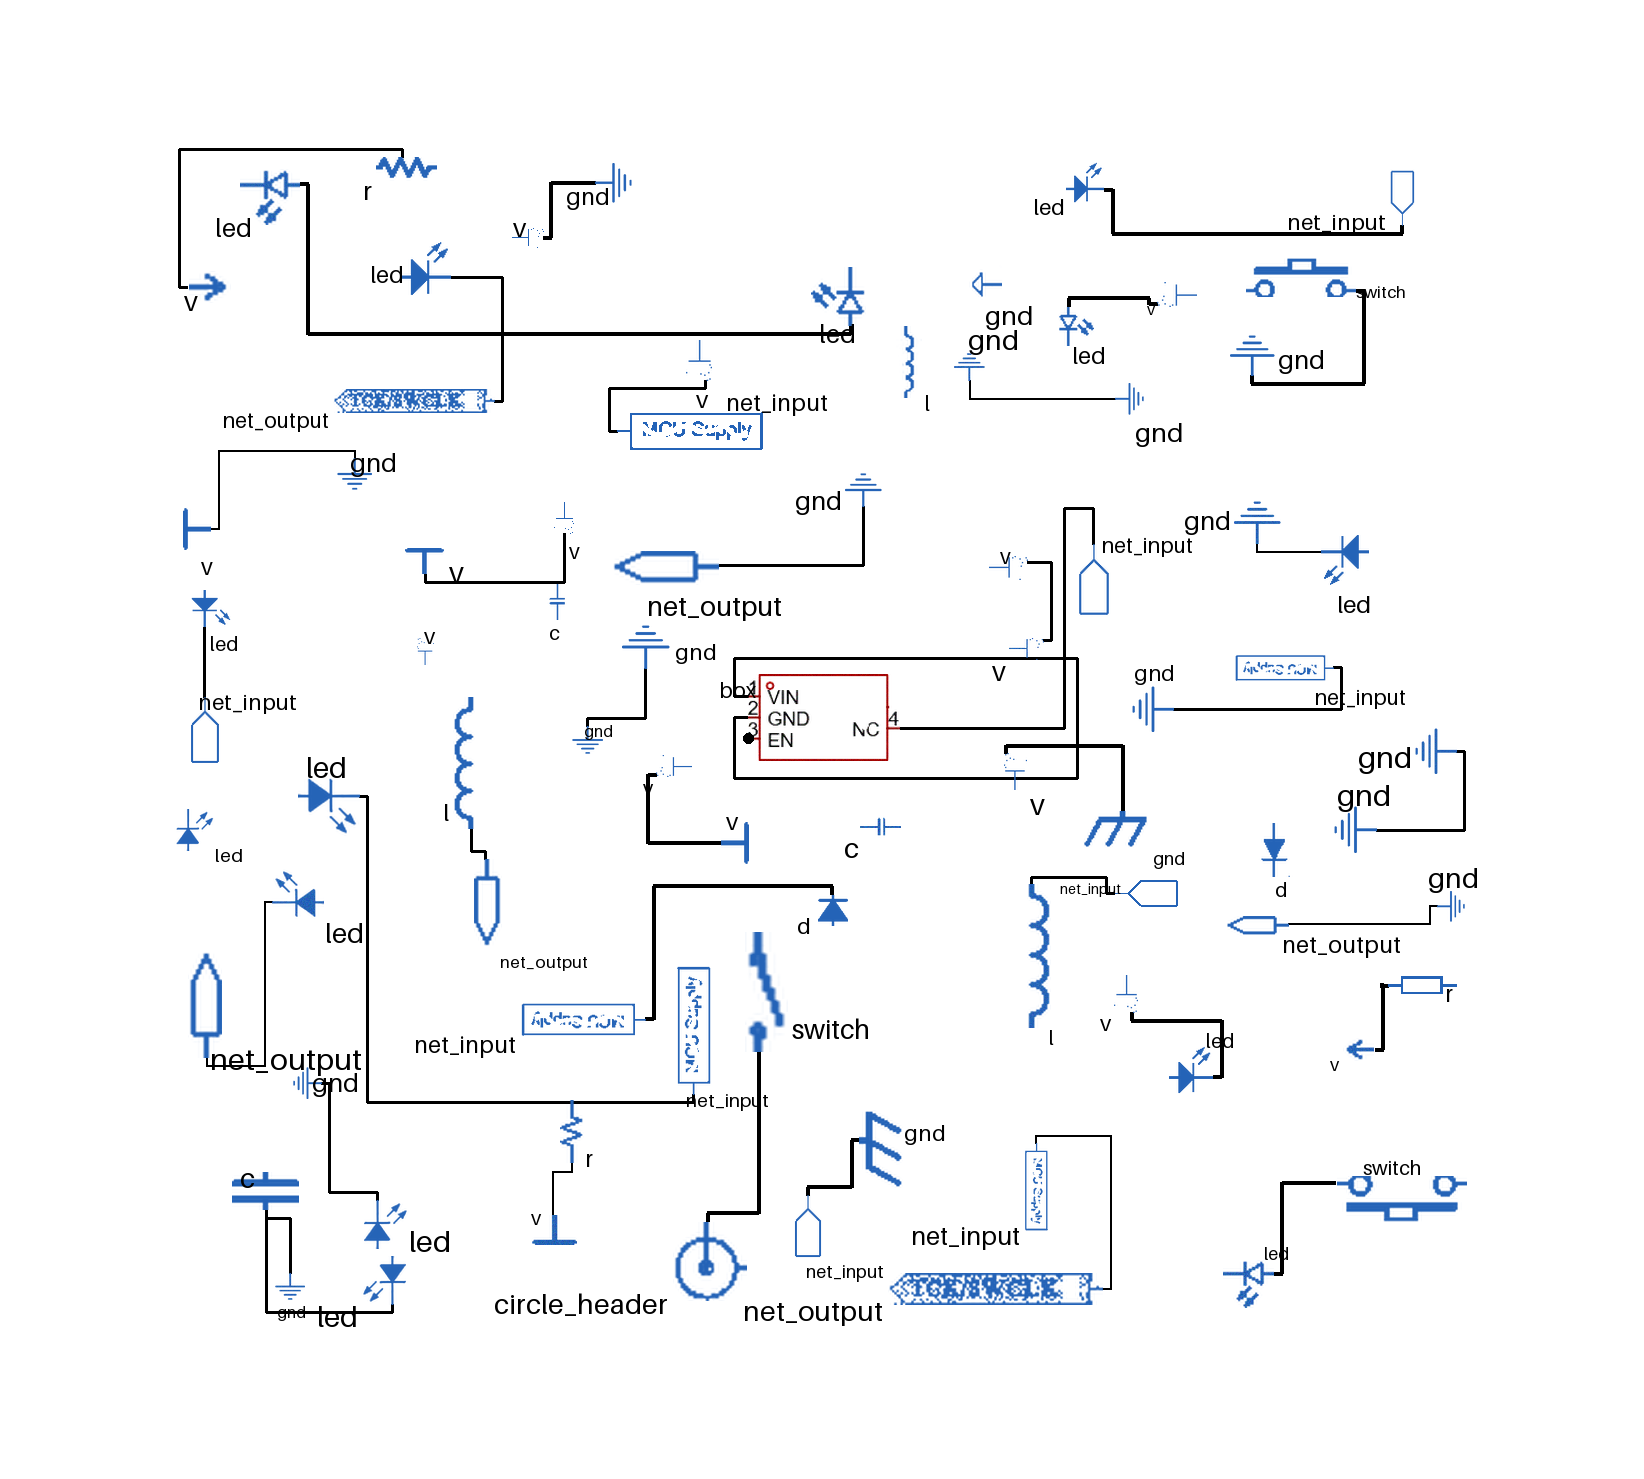 r
led
gnd
v
led
net_input
led
v
switch
v
gnd
led
gnd
led
l
net_output
v
net_input
MCU Supply
gnd
gnd
gnd
gnd
net_input
gnd
v
v
v
v
led
net_output
led
c
v
gnd
v
net_input
gnd
net_input
box
1
VIN
2
GND
4
NC
3
EN
gnd
gnd
led
gnd
v
v
l
v
c
led
gnd
net_input
d
gnd
d
led
net_output
net_output
r
MCU Supply
switch
net_input
v
l
led
v
net_output
gnd
net_input
gnd
r
switch
c
v
net_input
led
led
net_input
circle_header
net_output
gnd
led